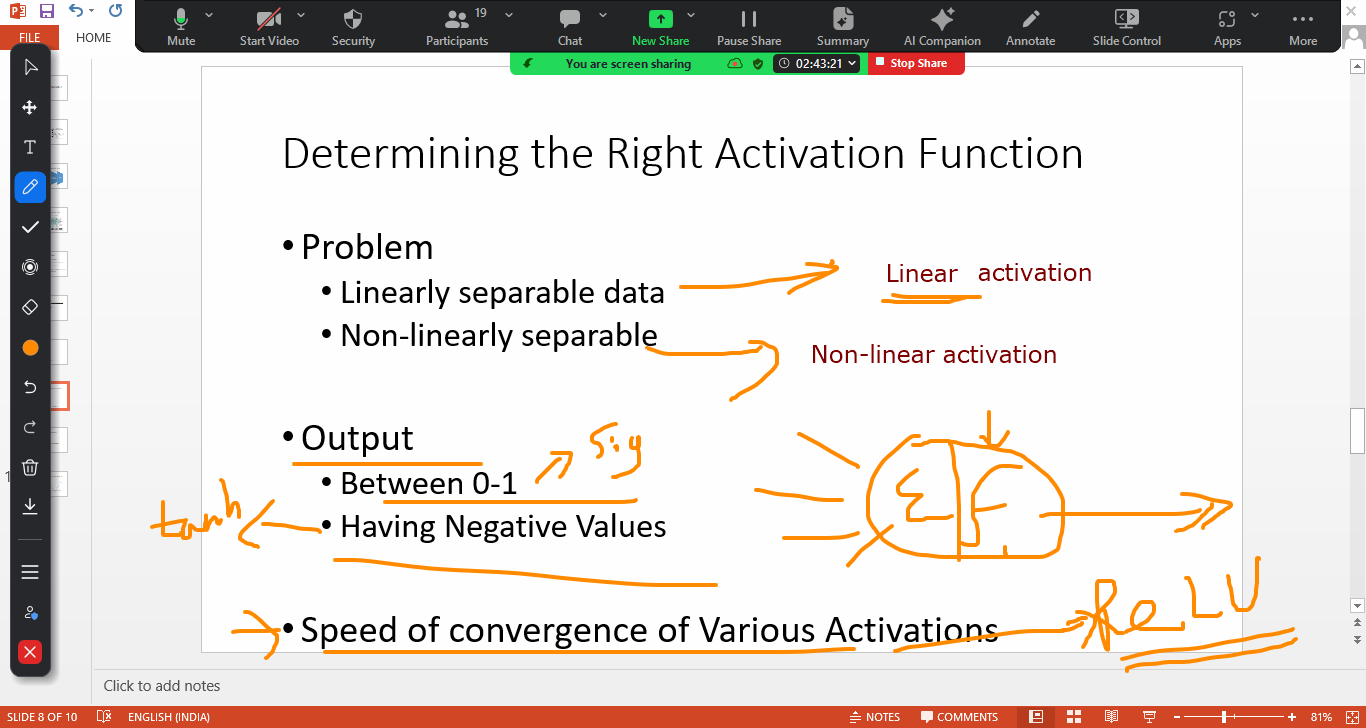 Mute
Start Video
Security
19
Participants
Chat
New Share
Pause Share
Summary
AI Companion
Annotate
Slide Control
Apps
More
FILE
HOME
You are screen sharing
02:43:21
Stop Share
T
Determining the Right Activation Function
• Problem
• Linearly separable data
Linear activation
• Non-linearly separable
Non-linear activation
• Output
Sig
• Between 0-1
tanh
• Having Negative Values
Σ f
• Speed of convergence of Various Activations
ReLU
1
Click to add notes
SLIDE 8 OF 10
ENGLISH (INDIA)
NOTES
COMMENTS
81%